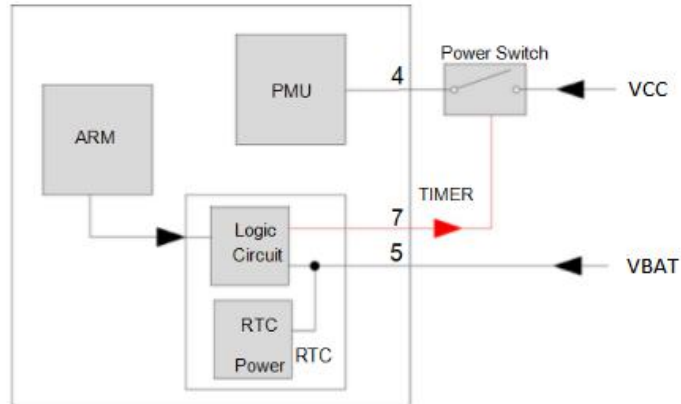 Power Switch
4
PMU
VCC
ARM
TIMER
7
Logic
Circuit
5
VBAT
RTC
Power
RTC